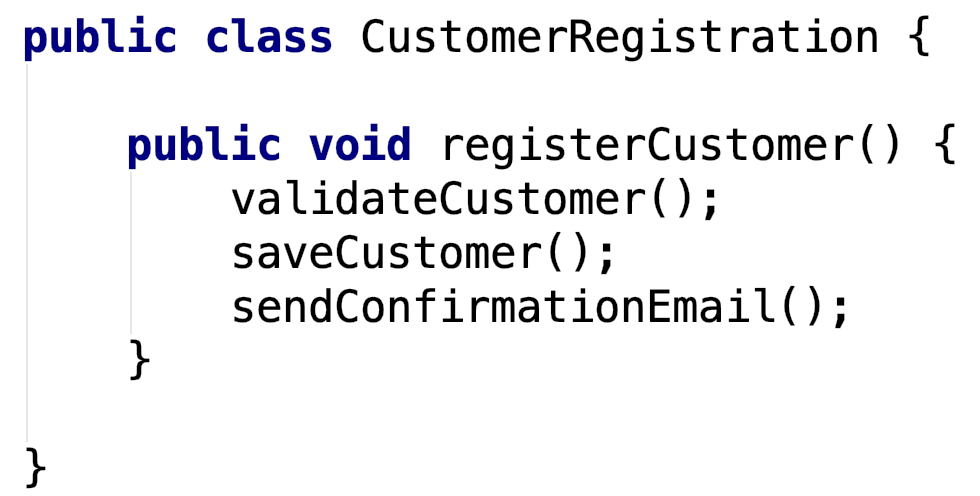 public class CustomerRegistration {
public void registerCustomer() {
validateCustomer();
saveCustomer();
sendConfirmationEmail();
}
}